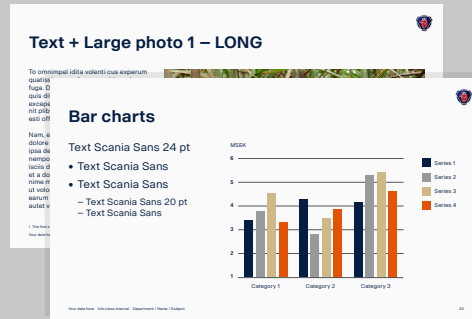 Text + Large photo 1 – LONG
To omnimpel idita volenti cus experum
quatiss
fuga. D
quis di
excepe
nit plib
esti off
Nam, e
dolore
ipsa de
nempo
isciis d
et a do
nime m
ut volo
earum
autet v
Bar charts
Text Scania Sans 24 pt
• Text Scania Sans
• Text Scania Sans
– Text Scania Sans 20 pt
– Text Scania Sans
MSEK
6
5
4
3
2
1
Category 1
Category 2
Category 3
Series 1
Series 2
Series 3
Series 4
Your date here Info class internal Department / Name / Subject